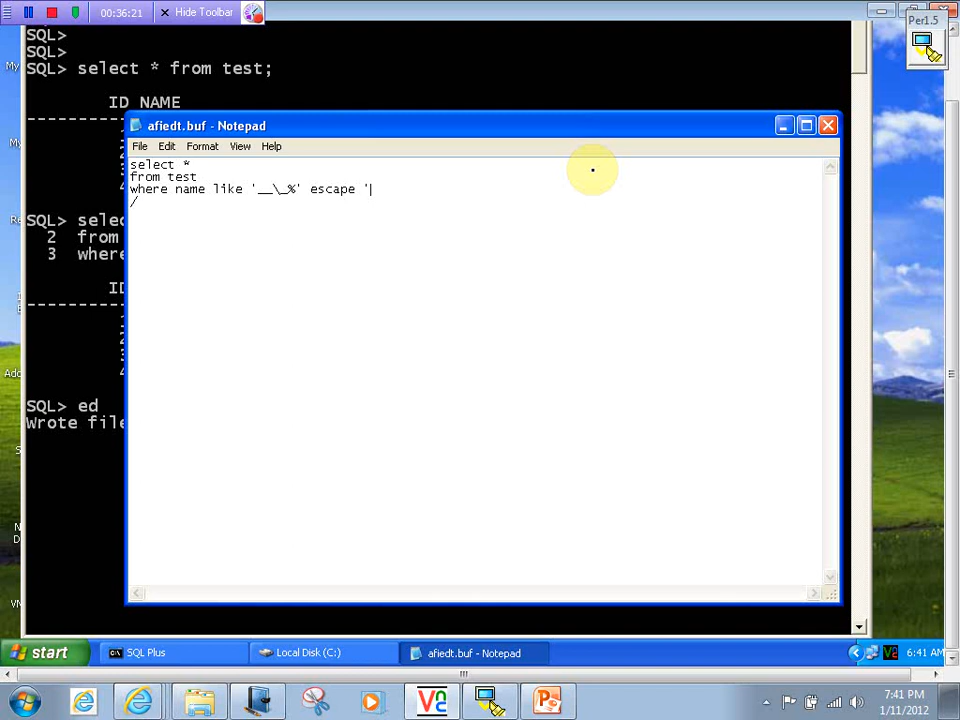 00:36:21 Hide Toolbar
Per1.5
SQL>
SQL>
SQL> select * from test;
ID NAME
afiedt.buf - Notepad
File Edit Format View Help
select *
from test
where name like '__\_%' escape '
/
SQL> selec
2 from
3 where
ID
SQL> ed
Wrote file
start SQL Plus Local Disk (C:) afiedt.buf - Notepad 6:41 AM
7:41 PM
1/11/2012